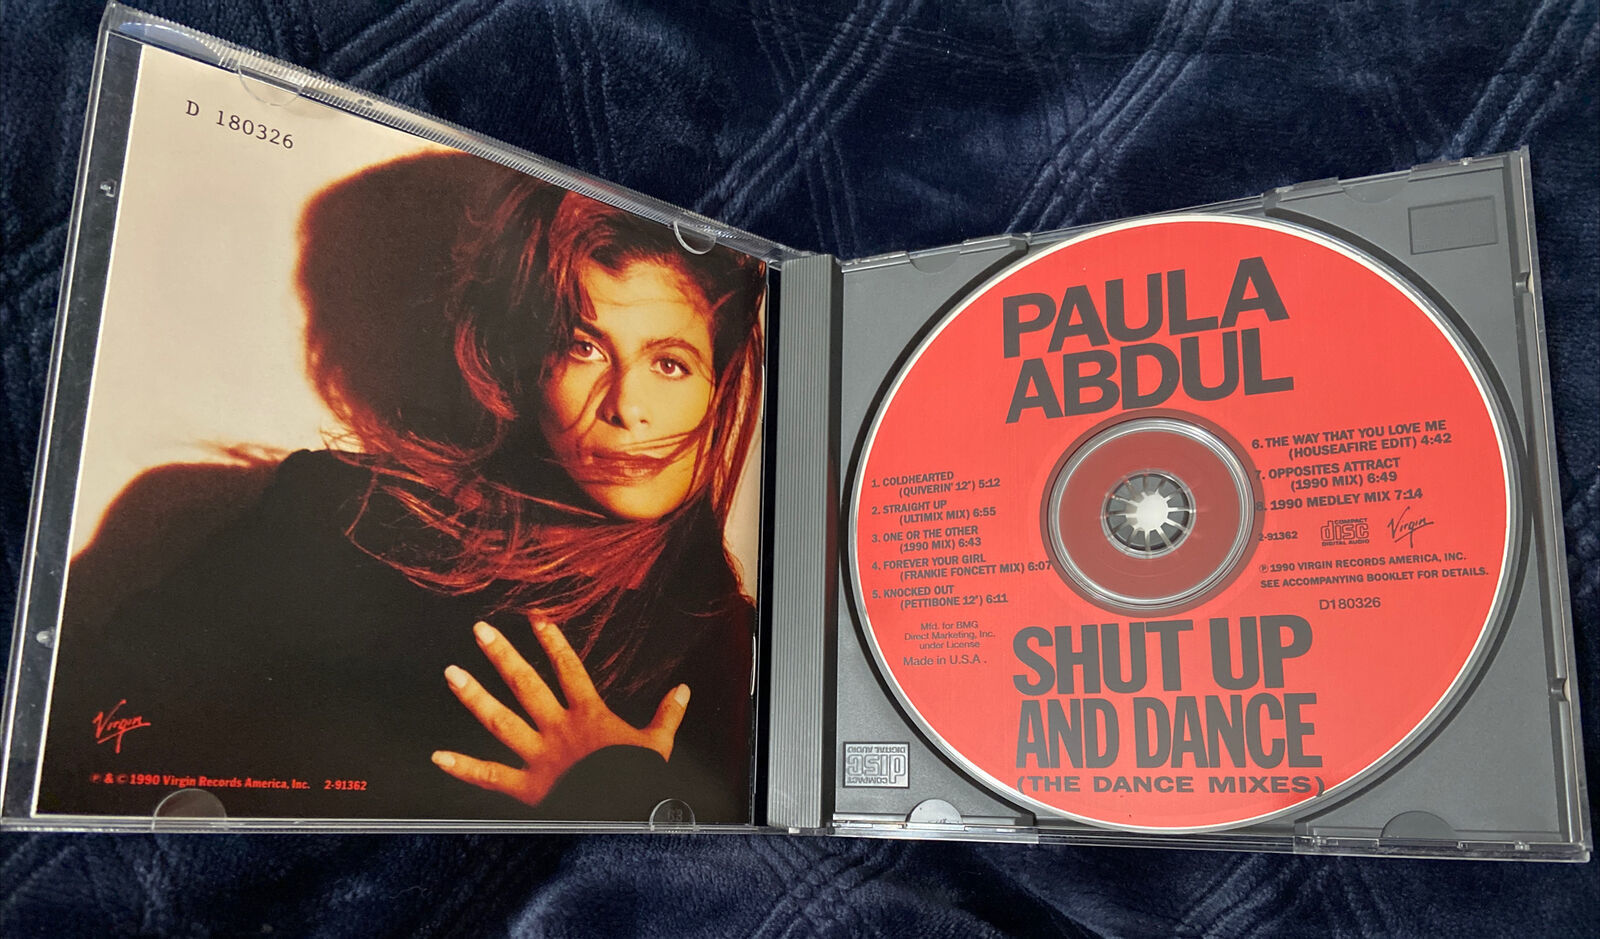 D 180326
Virgin
℗ & © 1990 Virgin Records America, Inc. 2-91362
PAULA
ABDUL
1. COLDHEARTED
(QUIVERIN' 12") 5:12
2. STRAIGHT UP
(ULTIMIX MIX) 6:55
3. ONE OR THE OTHER
(1990 MIX) 6:43
4. FOREVER YOUR GIRL
(FRANKIE FONCETT MIX) 6:07
5. KNOCKED OUT
(PETTIBONE 12") 6:11
Mfd. for BMG
Direct Marketing, Inc.
under License
Made in U.S.A.
6. THE WAY THAT YOU LOVE ME
(HOUSEAFIRE EDIT) 4:42
7. OPPOSITES ATTRACT
(1990 MIX) 6:49
8. 1990 MEDLEY MIX 7:14
2-91362
COMPACT
disc
DIGITAL AUDIO
Virgin
℗ 1990 VIRGIN RECORDS AMERICA, INC.
SEE ACCOMPANYING BOOKLET FOR DETAILS.
D180326
SHUT UP
AND DANCE
(THE DANCE MIXES)
COMPACT
disc
DIGITAL AUDIO